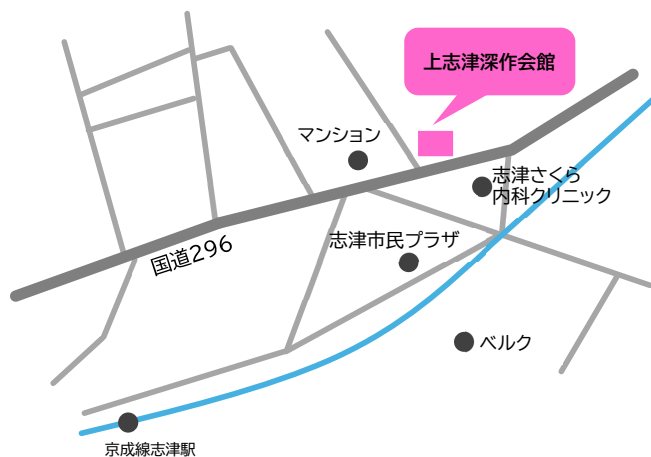 上志津深作会館
マンション
志津さくら
内科クリニック
国道296
志津市民プラザ
ベルク
京成線志津駅